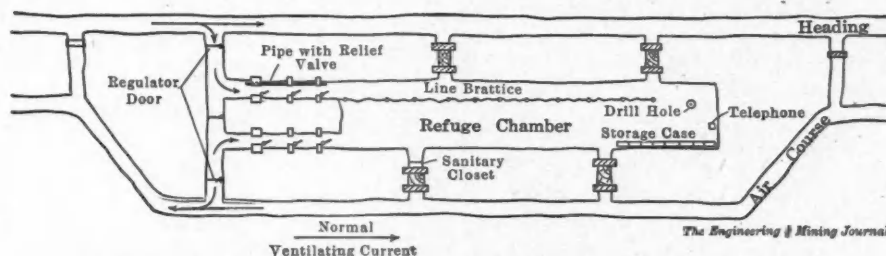 Heading
Pipe with Relief
Valve
Regulator
Door
Line Brattice
Drill Hole
Telephone
Refuge Chamber
Storage Case
Sanitary
Closet
Air Course
Normal
Ventilating Current
The Engineering & Mining Journal